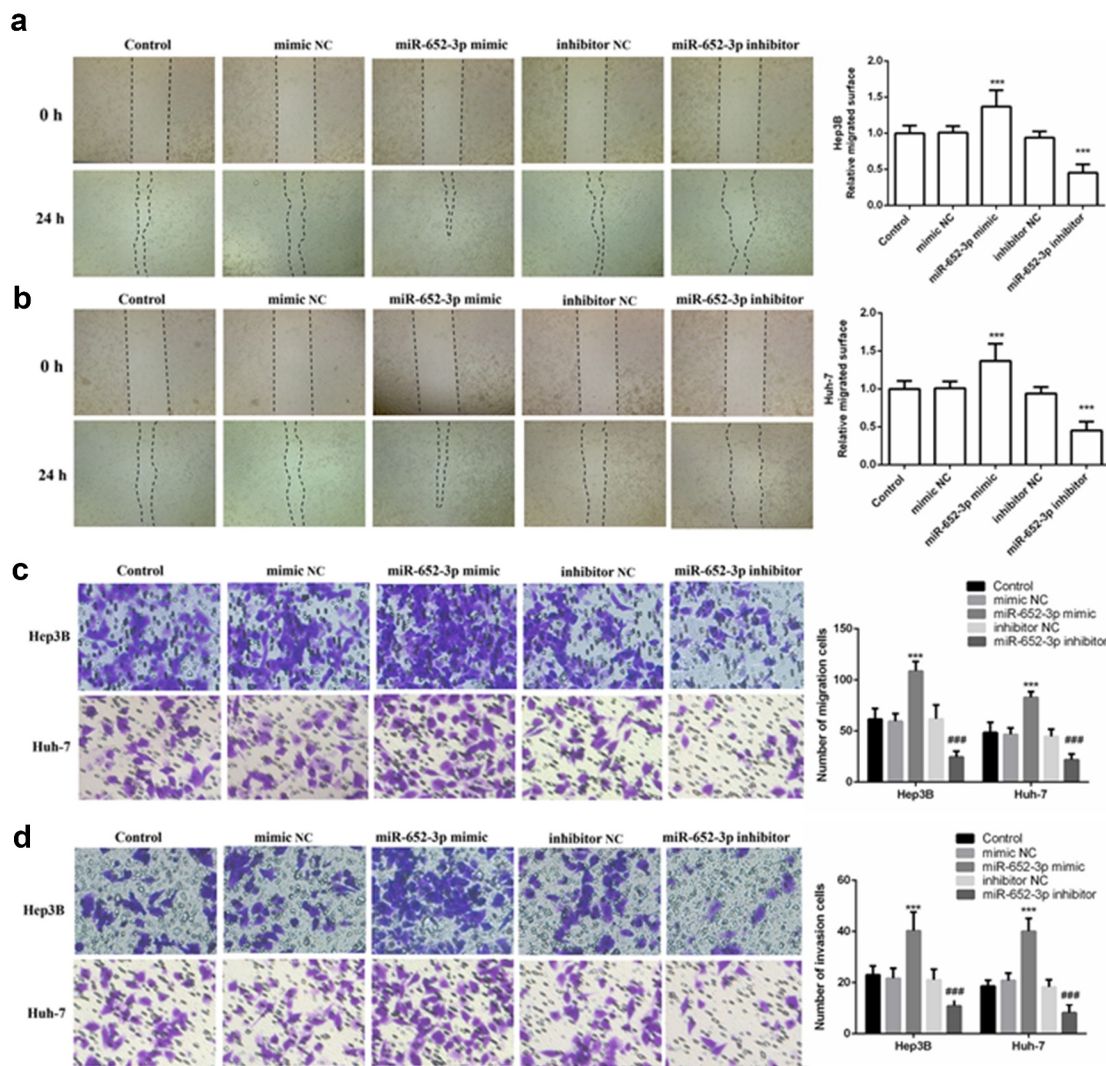 a
Control mimic NC miR-652-3p mimic inhibitor NC miR-652-3p inhibitor
0 h
24 h
Hep3B
Relative migrated surface
2.0
1.5
1.0
0.5
0.0
***
***
Control
mimic NC
miR-652-3p mimic
inhibitor NC
miR-652-3p inhibitor
b
Control mimic NC miR-652-3p mimic inhibitor NC miR-652-3p inhibitor
0 h
24 h
Huh-7
Relative migrated surface
2.0
1.5
1.0
0.5
0.0
***
***
Control
mimic NC
miR-652-3p mimic
inhibitor NC
miR-652-3p inhibitor
c
Control mimic NC miR-652-3p mimic inhibitor NC miR-652-3p inhibitor
Hep3B
Huh-7
Control
mimic NC
miR-652-3p mimic
inhibitor NC
miR-652-3p inhibitor
Number of migration cells
150
100
50
0
***
###
***
###
Hep3B Huh-7
d
Control mimic NC miR-652-3p mimic inhibitor NC miR-652-3p inhibitor
Hep3B
Huh-7
Control
mimic NC
miR-652-3p mimic
inhibitor NC
miR-652-3p inhibitor
Number of invasion cells
60
40
20
0
***
###
***
###
Hep3B Huh-7